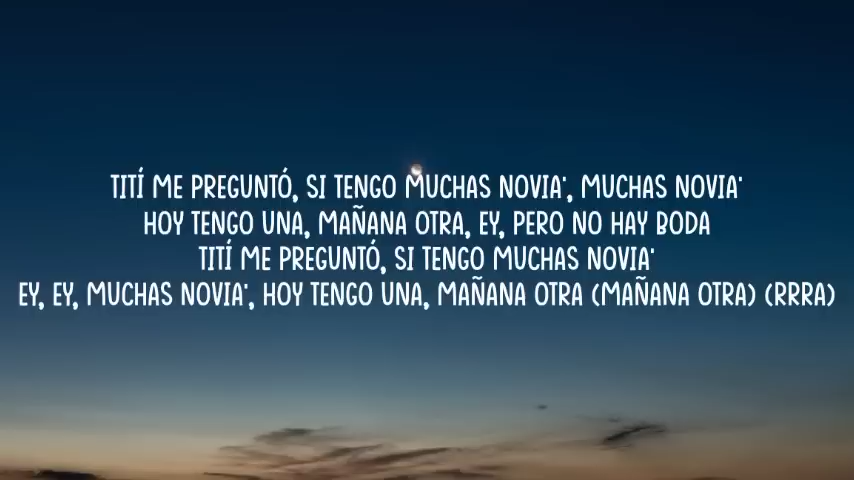 TITÍ ME PREGUNTÓ, SI TENGO MUCHAS NOVIA', MUCHAS NOVIA'
HOY TENGO UNA, MAÑANA OTRA, EY, PERO NO HAY BODA
TITÍ ME PREGUNTÓ, SI TENGO MUCHAS NOVIA'
EY, EY, MUCHAS NOVIA', HOY TENGO UNA, MAÑANA OTRA (MAÑANA OTRA) (RRRA)